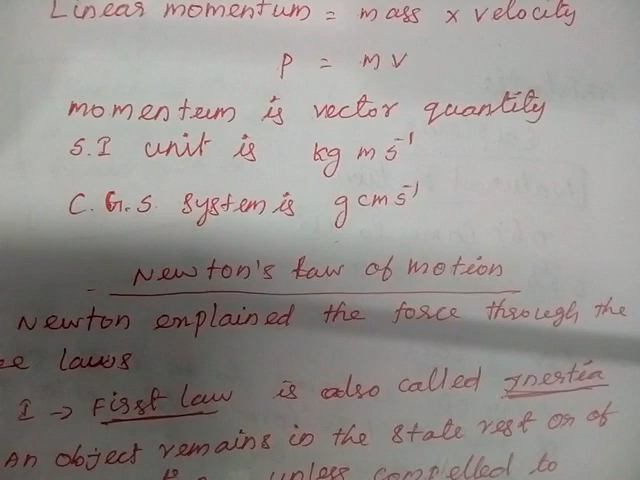 Linear momentum = mass x velocity
P = mv
momentum is vector quantity
S.I unit is kg m s⁻¹
C.G.S. system is g cm s⁻¹
Newton's Law of motion
Newton explained the force through the
ee laws
I → First law is also called Inertia
An object remains in the state rest or of
unless compelled to